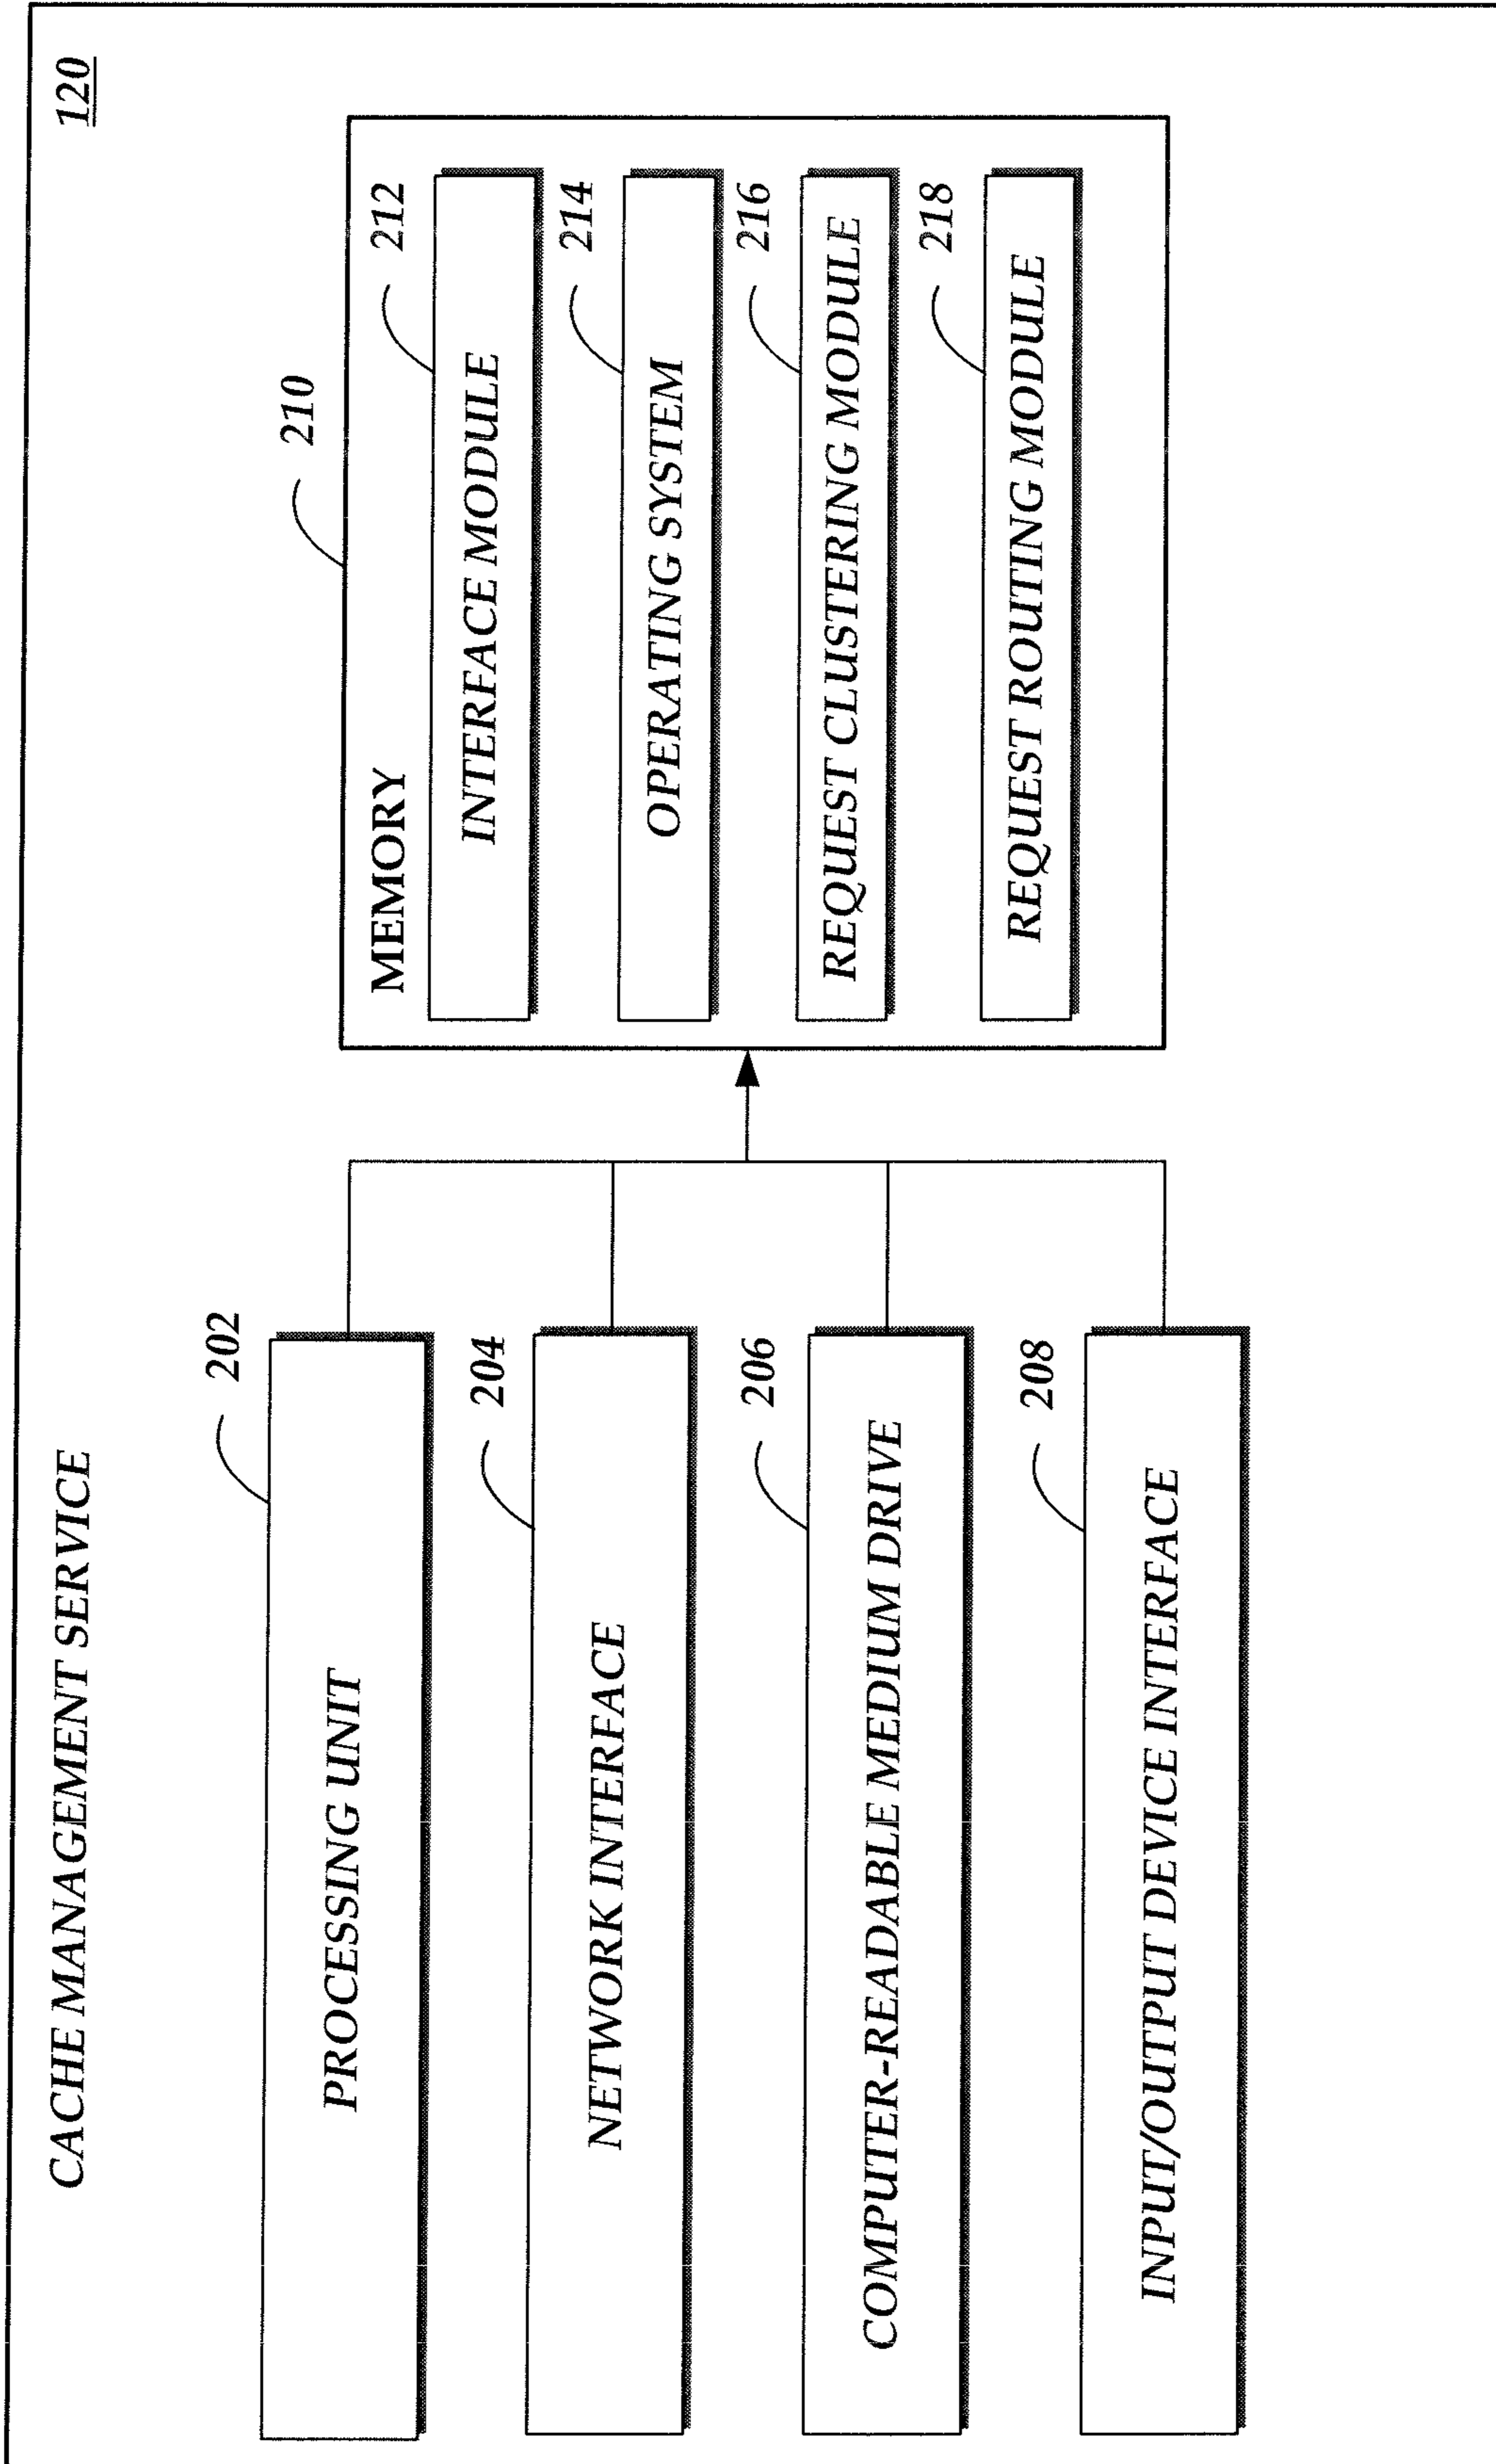 CACHE MANAGEMENT SERVICE
120
202
PROCESSING UNIT
204
NETWORK INTERFACE
206
COMPUTER-READABLE MEDIUM DRIVE
208
INPUT/OUTPUT DEVICE INTERFACE
210
MEMORY
212
INTERFACE MODULE
214
OPERATING SYSTEM
216
REQUEST CLUSTERING MODULE
218
REQUEST ROUTING MODULE